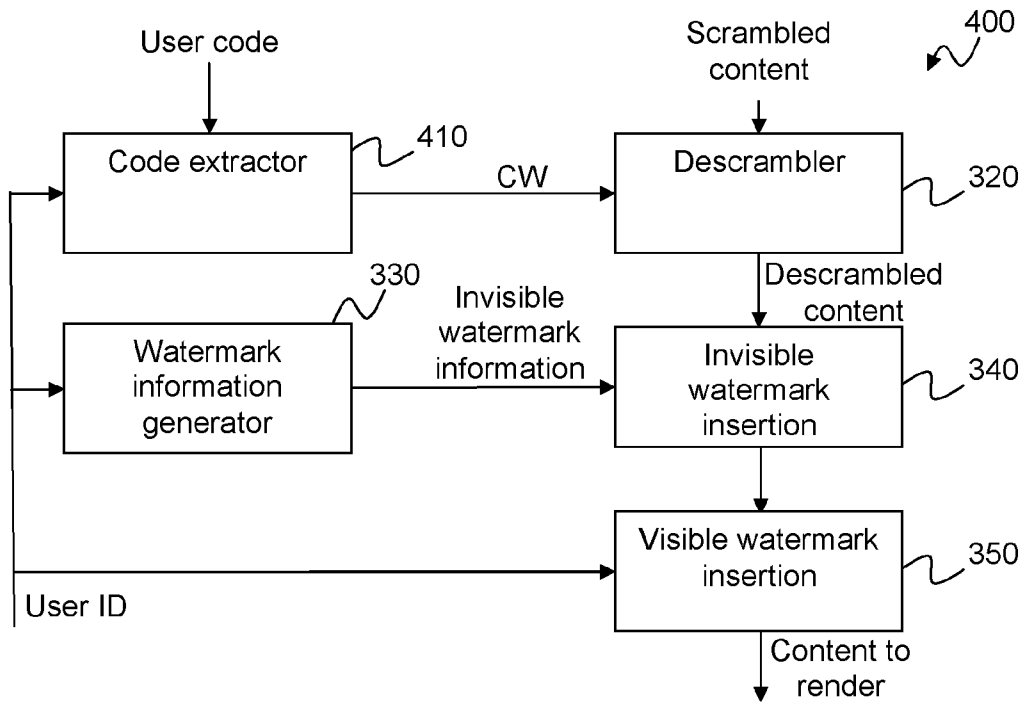 User code
Scrambled
content
400
Code extractor
410
CW
Descrambler
320
Descrambled
content
330
Watermark
information
generator
Invisible
watermark
information
Invisible
watermark
insertion
340
Visible watermark
insertion
350
User ID
Content to
render